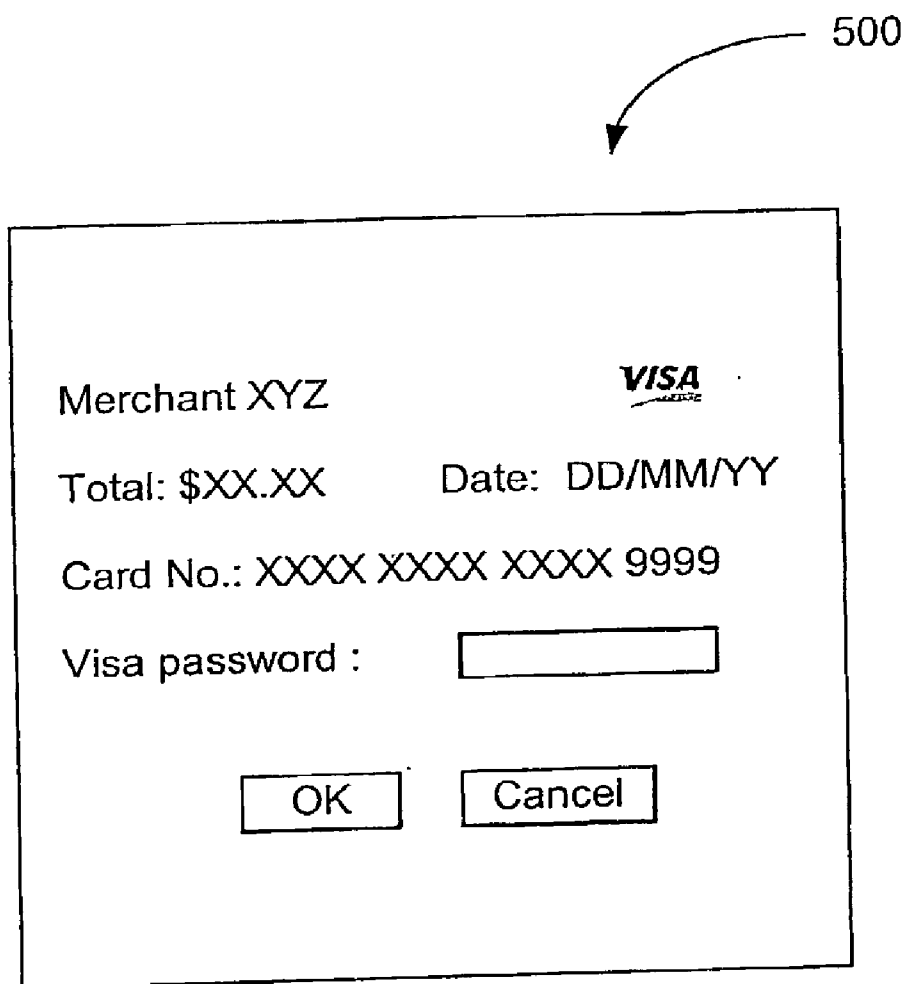 500
Merchant XYZ VISA
Total: $XX.XX Date: DD/MM/YY
Card No.: XXXX XXXX XXXX 9999
Visa password :
OK Cancel